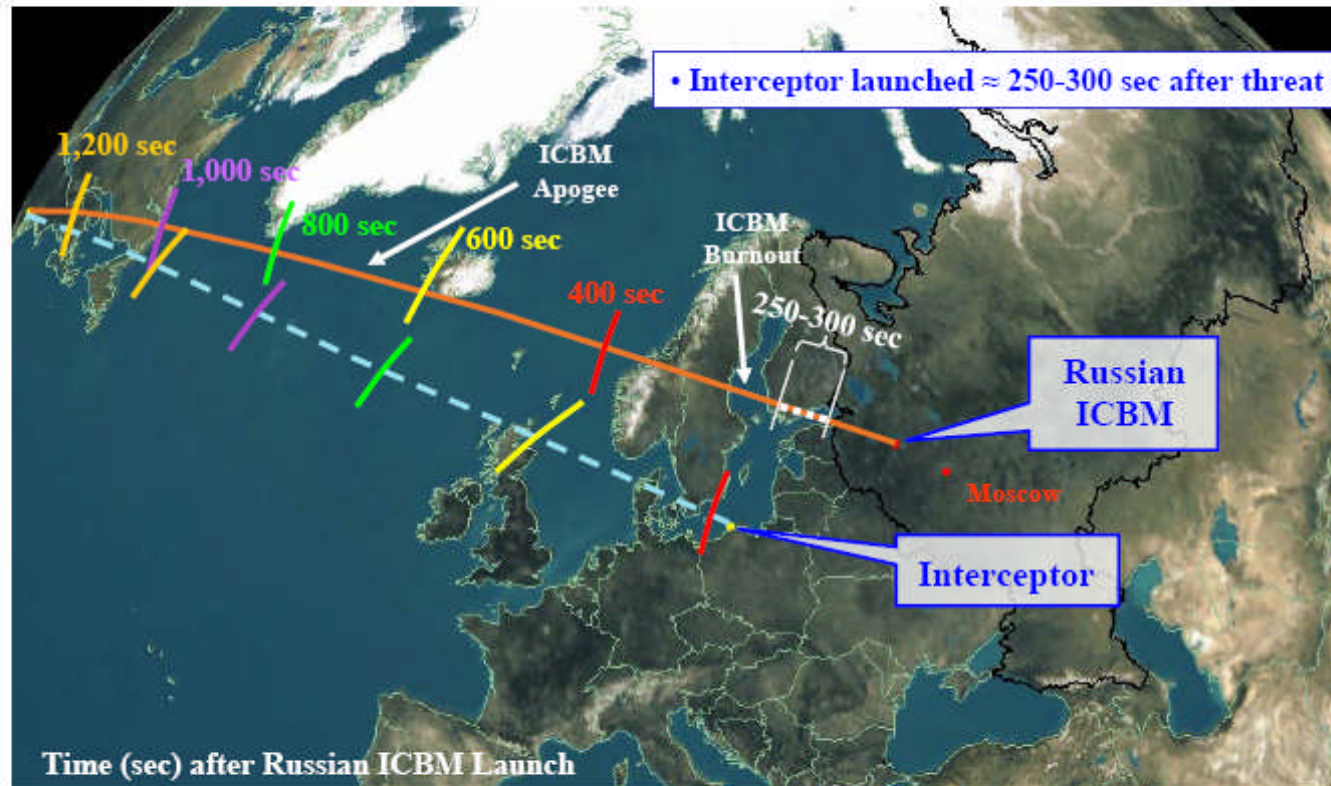 • Interceptor launched ≈ 250-300 sec after threat
1,200 sec
1,000 sec
ICBM
Apogee
800 sec
600 sec
ICBM
Burnout
400 sec
250-300 sec
Russian
ICBM
Moscow
Interceptor
Time (sec) after Russian ICBM Launch